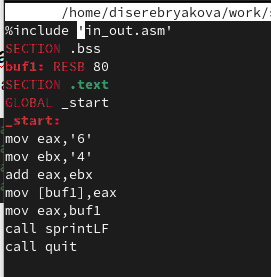 /home/diserebryakova/work/
%include 'in_out.asm'
SECTION .bss
buf1: RESB 80
SECTION .text
GLOBAL _start
_start:
mov eax,'6'
mov ebx,'4'
add eax,ebx
mov [buf1],eax
mov eax,buf1
call sprintLF
call quit